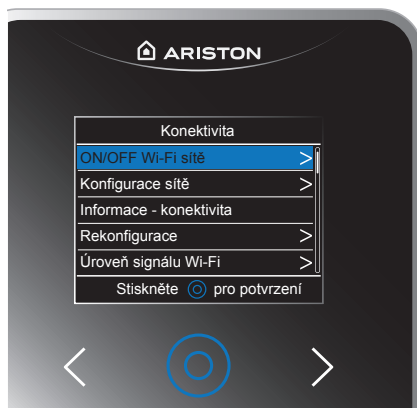 ARISTON
Konektivita
ON/OFF Wi-Fi sítě >
Konfigurace sítě >
Informace - konektivita
Rekonfigurace >
Úroveň signálu Wi-Fi >
Stiskněte pro potvrzení